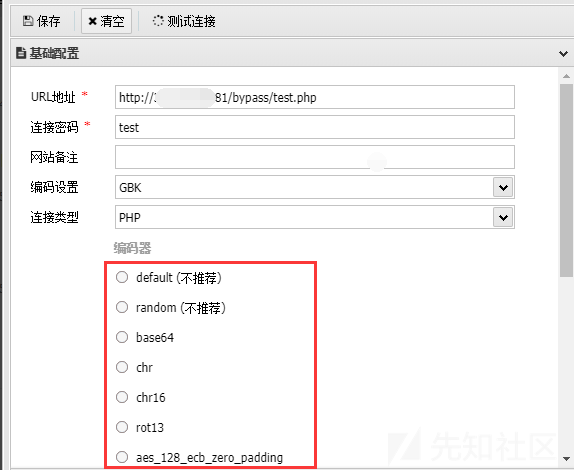 保存 清空 测试连接
基础配置
URL地址 * http:// 81/bypass/test.php
连接密码 * test
网站备注
编码设置 GBK
连接类型 PHP
编码器
default (不推荐)
random (不推荐)
base64
chr
chr16
rot13
aes_128_ecb_zero_padding
先知社区